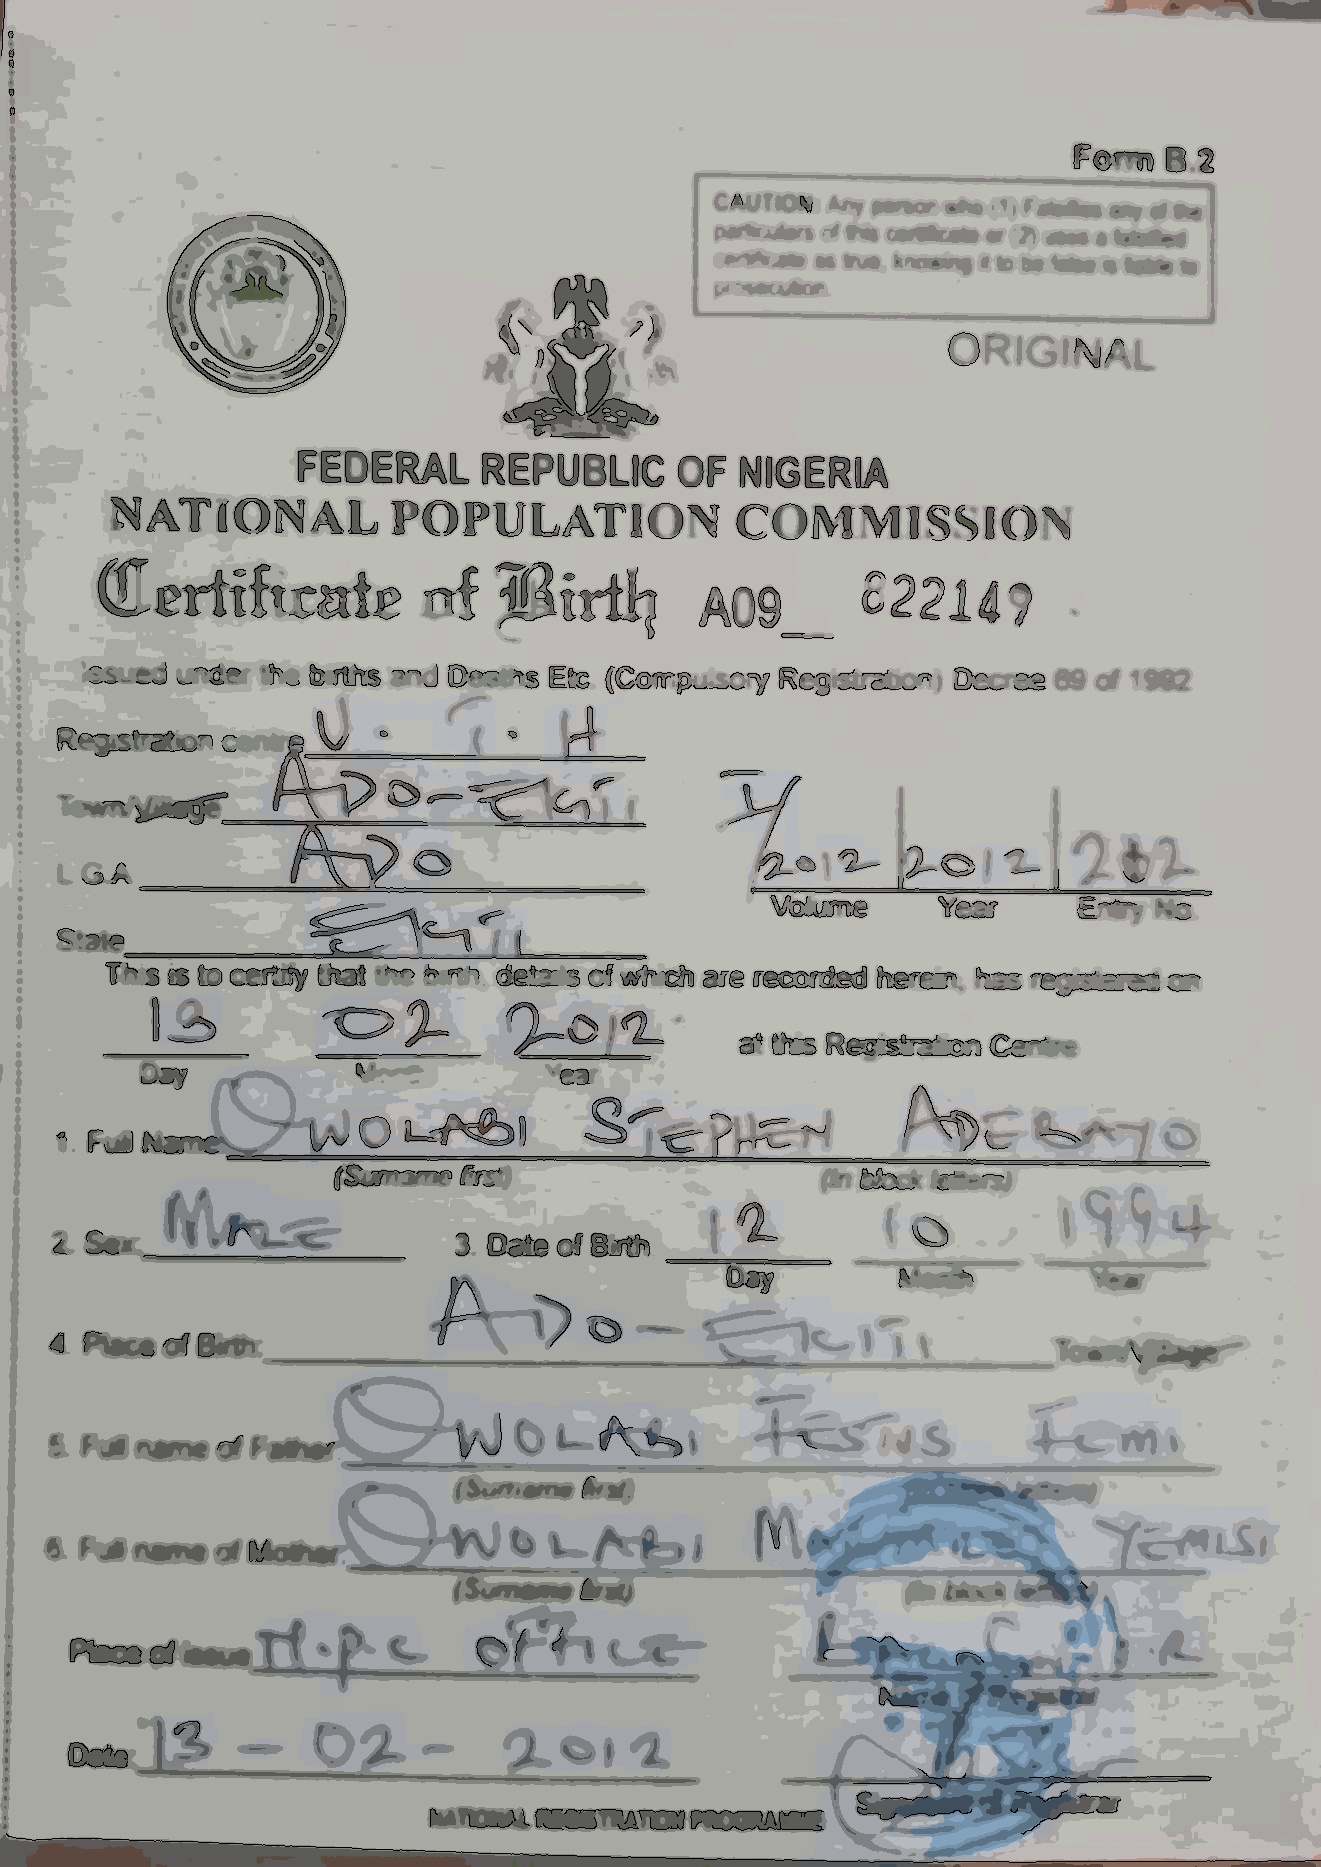 Form B.2
CAUTION: Any person who (1) Falsifies any of the
particulars of this certificate or (2) uses a falsified
certificate as true, knowing it to be false is liable to
prosecution.
ORIGINAL
FEDERAL REPUBLIC OF NIGERIA
NATIONAL POPULATION COMMISSION
Certificate of Birth A09_ 822149
Issued under the births and Deaths Etc (Compulsory Registration) Decree 69 of 1992
Registration centre U.T.H
Town/Village ADO-EKITI
L G A ADO
I/2012 2012 202
Volume Year Entry No.
State EKITI
This is to certify that the birth, details of which are recorded herein, has registered on
13 02 2012 at this Registration Centre
Day Month Year
1. Full Name OWOLABI STEPHEN ADEBAYO
(Surname first) (In block letters)
2. Sex MALE 3. Date of Birth 12 10 1994
Day Month Year
4. Place of Birth ADO-EKITI Town/Village
5. Full name of Father OWOLABI FEMI
(Surname first)
6. Full name of Mother OWOLABI YEMISI
(Surname first) (In block letters)
Place of issue N.p.c OFFICE
Date 13-02-2012
Signature of Registrar
NATIONAL REGISTRATION PROGRAMME